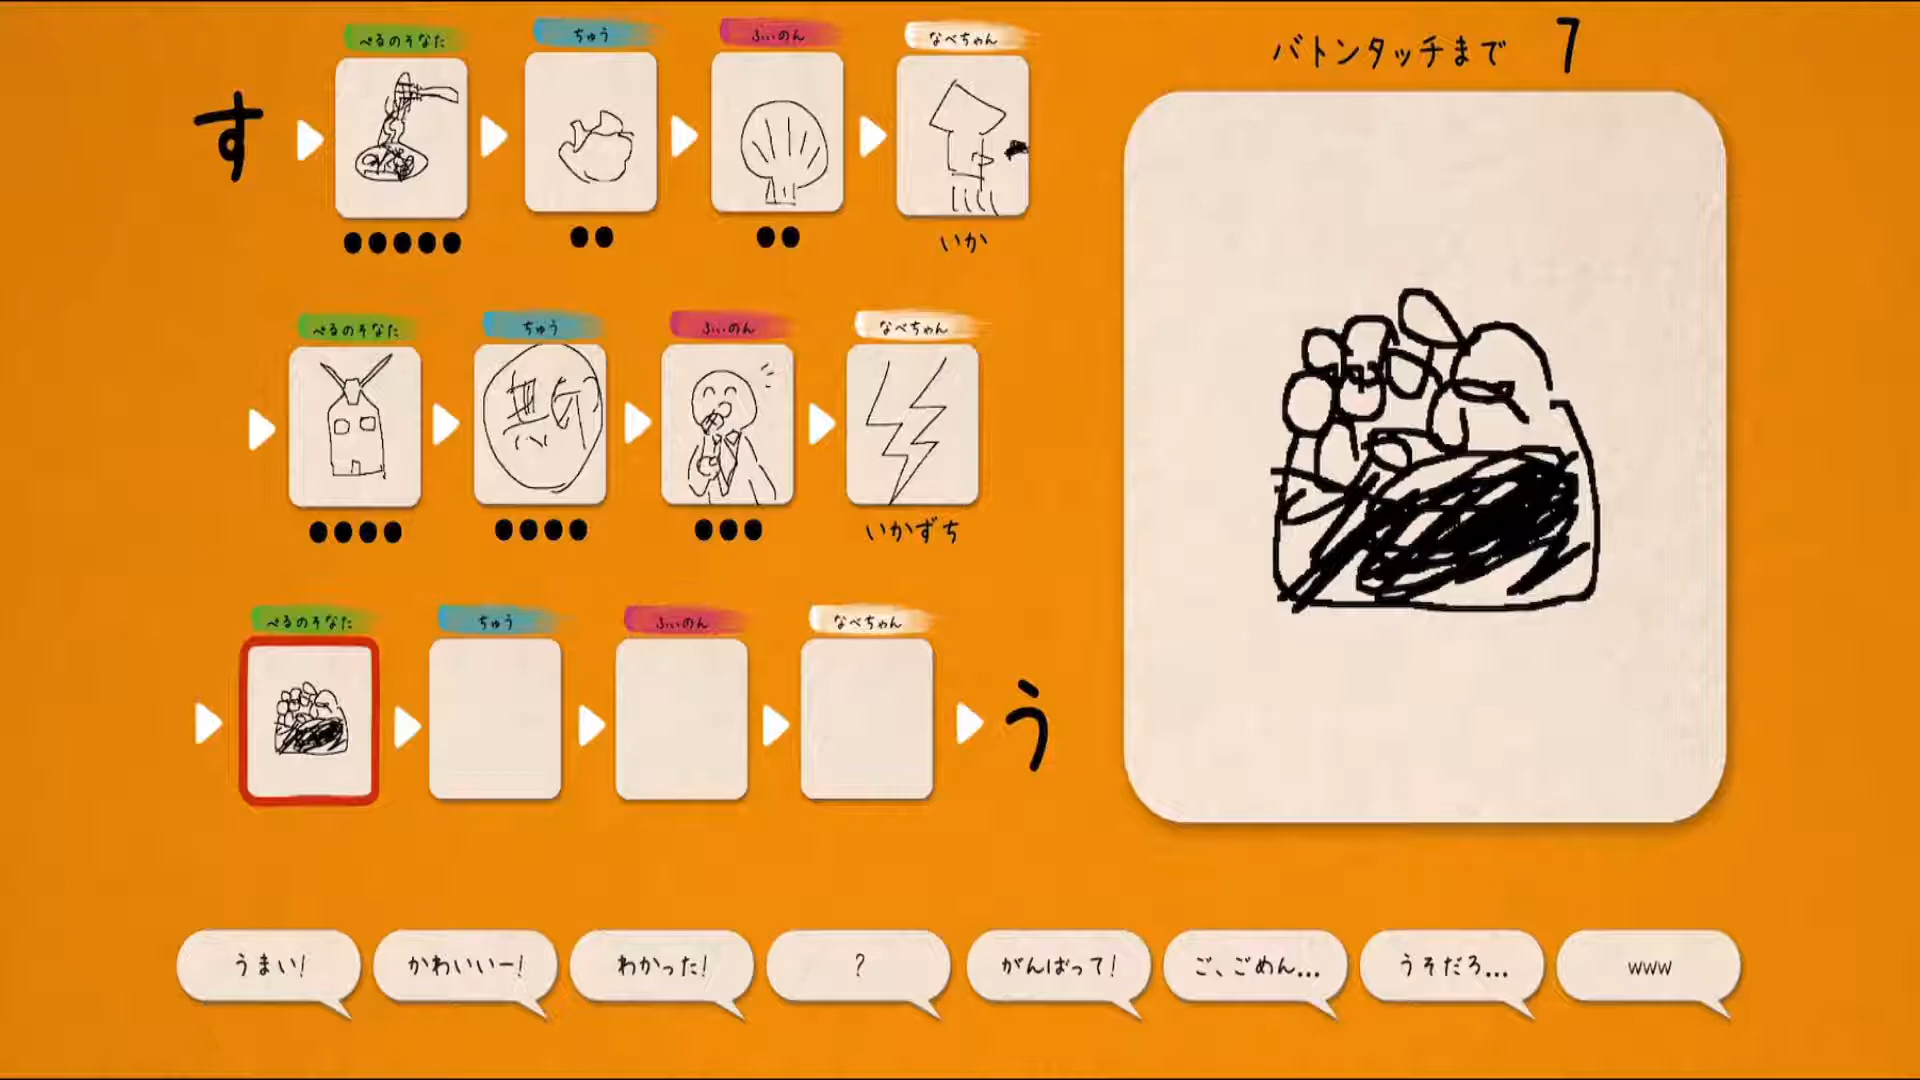 バトンタッチまで 7
ぺるのそなた ちゅう ふぃのん なべちゃん
す
いか
ぺるのそなた ちゅう ふぃのん なべちゃん
いかずち
ぺるのそなた ちゅう ふぃのん なべちゃん
う
うまい! かわいいー! わかった! ? がんばって! ご、ごめん... うそだろ... www